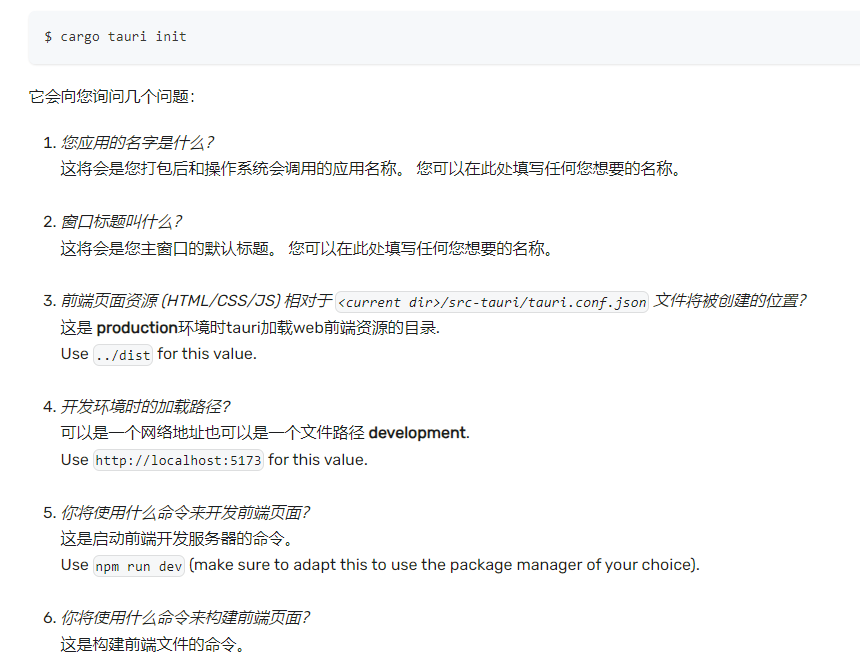 $ cargo tauri init
它会向您询问几个问题：
1. 您应用的名字是什么？
这将会是您打包后和操作系统会调用的应用名称。 您可以在此处填写任何您想要的名称。
2. 窗口标题叫什么？
这将会是您主窗口的默认标题。 您可以在此处填写任何您想要的名称。
3. 前端页面资源 (HTML/CSS/JS) 相对于 <current dir>/src-tauri/tauri.conf.json 文件将被创建的位置？
这是 production环境时tauri加载web前端资源的目录.
Use ../dist for this value.
4. 开发环境时的加载路径？
可以是一个网络地址也可以是一个文件路径 development.
Use http://localhost:5173 for this value.
5. 你将使用什么命令来开发前端页面？
这是启动前端开发服务器的命令。
Use npm run dev (make sure to adapt this to use the package manager of your choice).
6. 你将使用什么命令来构建前端页面？
这是构建前端文件的命令。